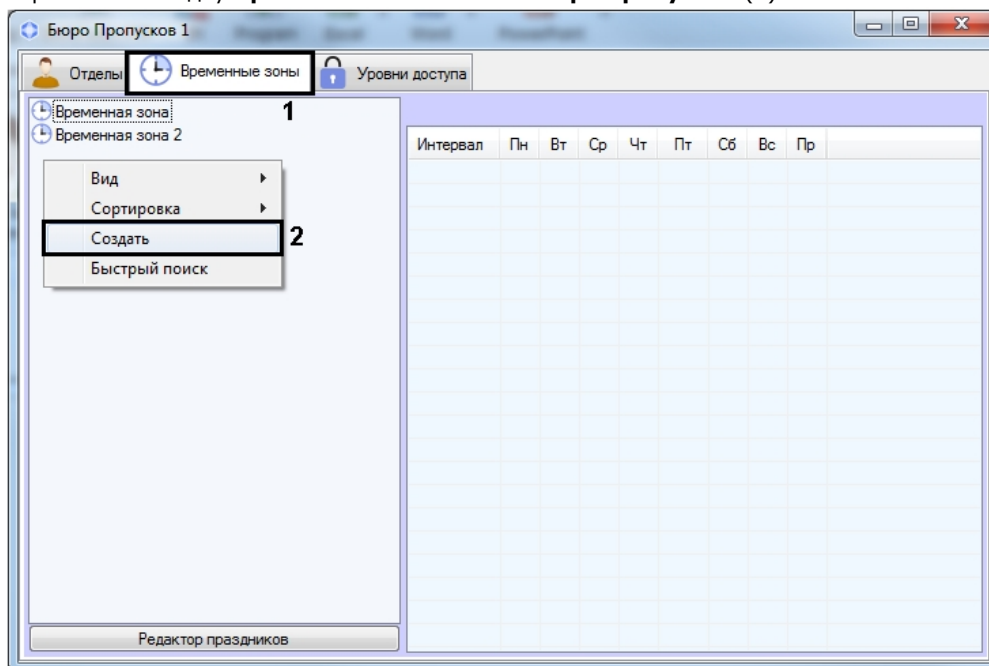 Бюро Пропусков 1
Отделы Временные зоны Уровни доступа
Временная зона 1
Временная зона 2
Интервал Пн Вт Ср Чт Пт Сб Вс Пр
Вид
Сортировка
Создать 2
Быстрый поиск
Редактор праздников